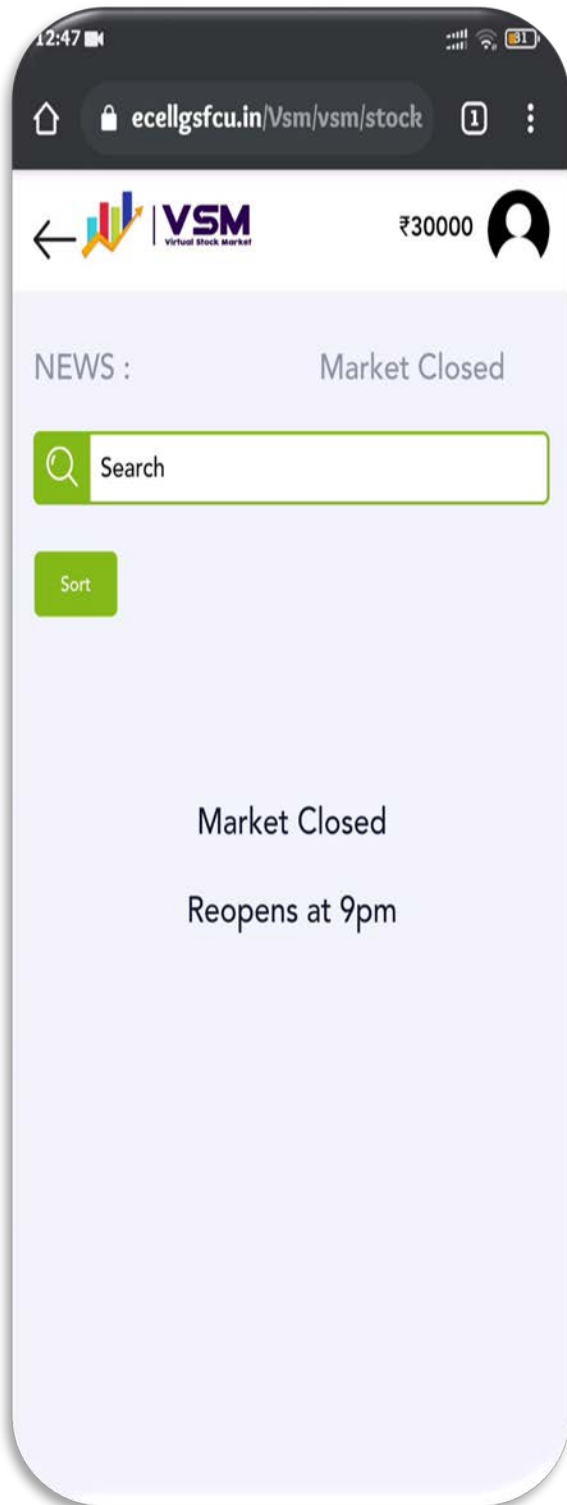 12:47 31
ecellgsfcu.in/Vsm/vsm/stock 1
VSM ₹30000
Virtual Stock Market
NEWS : Market Closed
Search
Sort
Market Closed
Reopens at 9pm